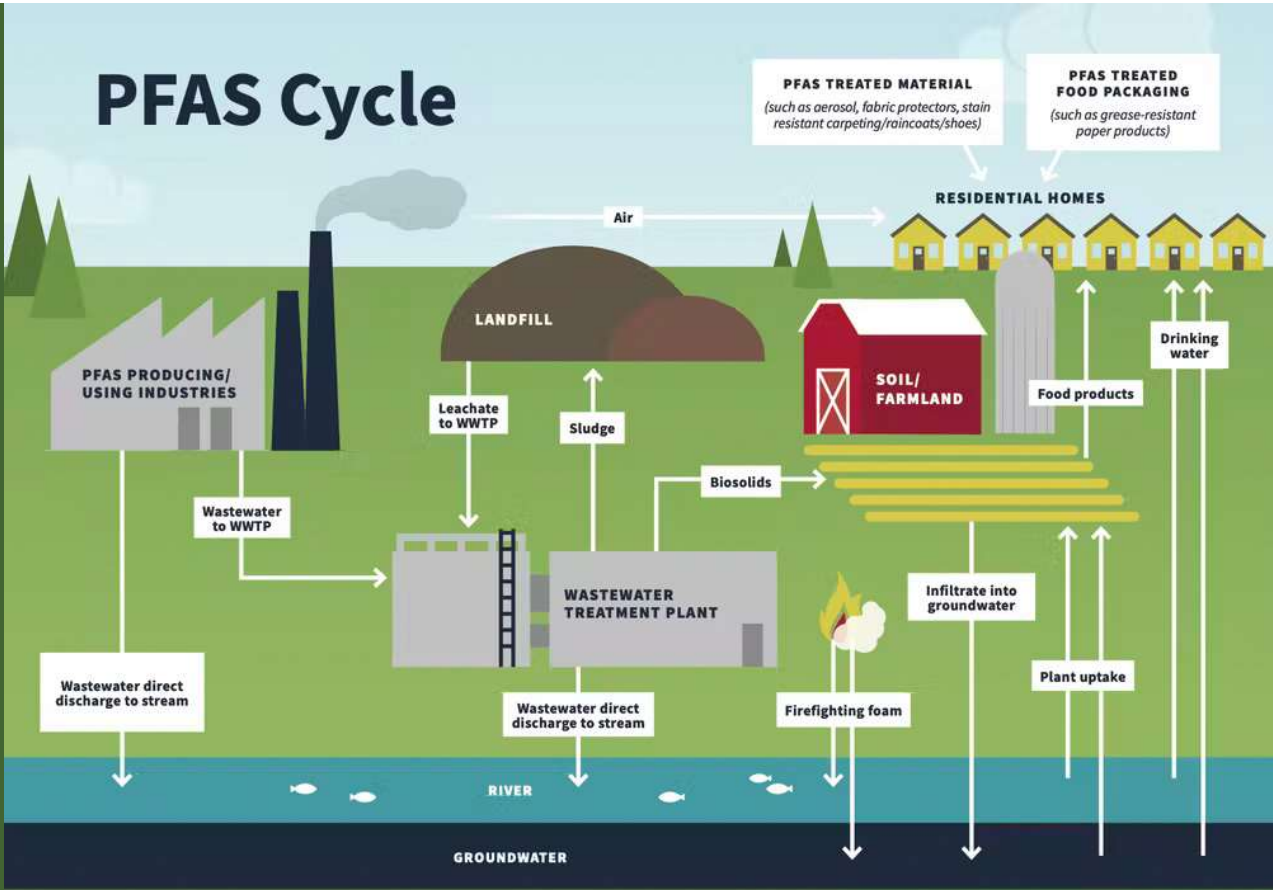 PFAS Cycle
PFAS TREATED MATERIAL
(such as aerosol, fabric protectors, stain
resistant carpeting/raincoats/shoes)
PFAS TREATED
FOOD PACKAGING
(such as grease-resistant
paper products)
RESIDENTIAL HOMES
Air
LANDFILL
PFAS PRODUCING/
USING INDUSTRIES
SOIL/
FARMLAND
Drinking
water
Food products
Leachate
to WWTP
Sludge
Biosolids
Wastewater
to WWTP
WASTEWATER
TREATMENT PLANT
Infiltrate into
groundwater
Plant uptake
Wastewater direct
discharge to stream
Wastewater direct
discharge to stream
Firefighting foam
RIVER
GROUNDWATER